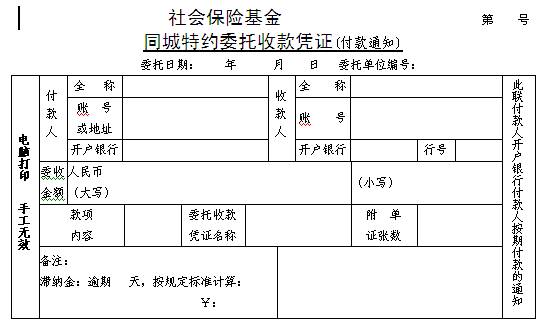 社会保险基金
第 号
同城特约委托收款凭证(付款通知)
委托日期： 年 月 日 委托单位编号：
电脑打印 手工无效
付款人
全 称
账 号
或地址
开户银行
收款人
全 称
账 号
开户银行
行号
委收
金额
人民币
（大写）
（小写）
款项
内容
委托收款
凭证名称
附 单
证张数
备注：
滞纳金：逾期 天，按规定标准计算：
￥：
此联付款人开户银行付款人按期付款的通知